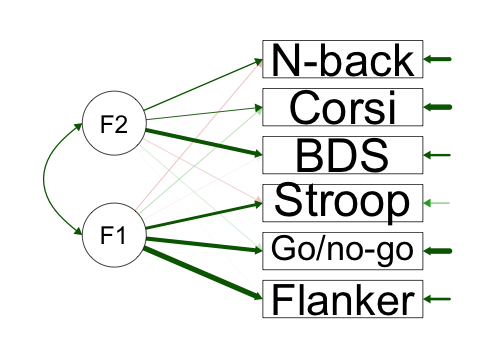 N-back
F2
Corsi
BDS
Stroop
F1
Go/no-go
Flanker